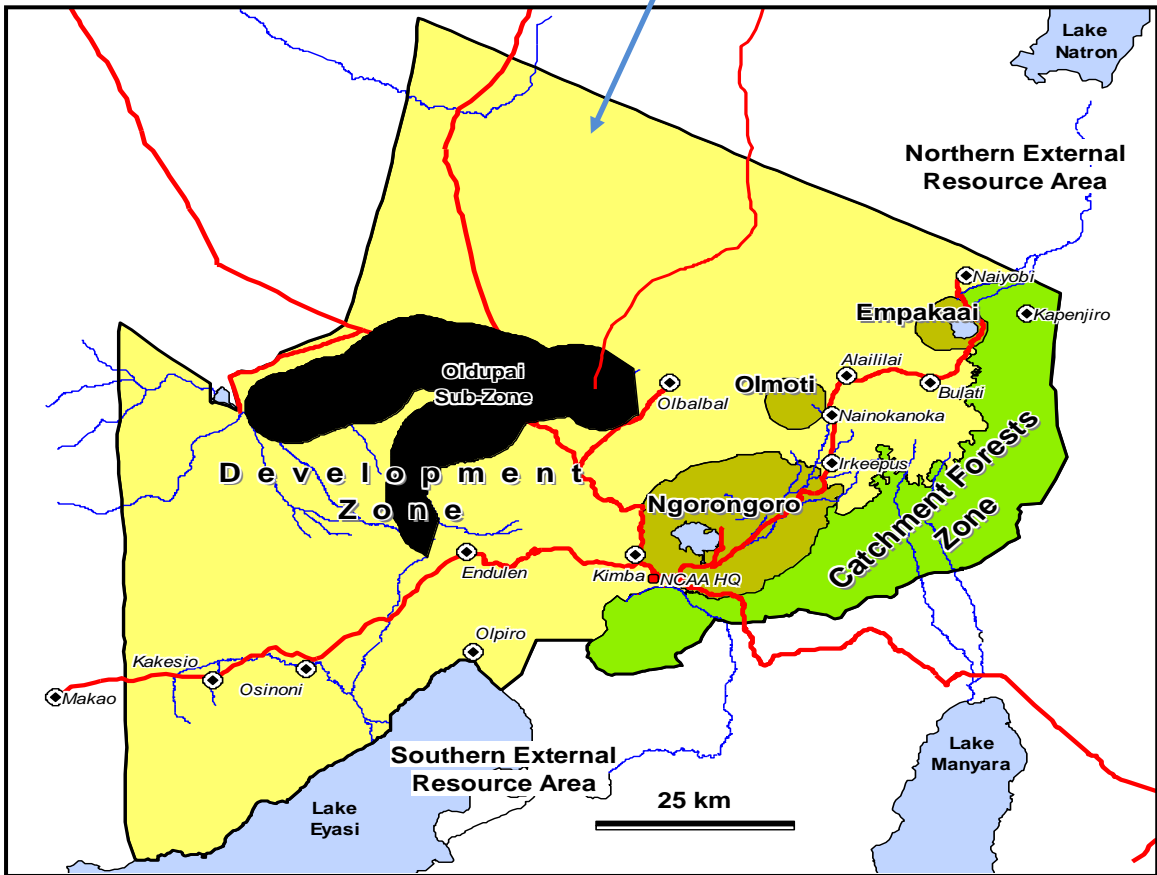 Lake
Natron
Northern External
Resource Area
Naiyobi
Empakaai
Kapenjiro
Alaililai
Oldupai
Sub-Zone
Olmoti
Bulati
Olbalbal
Nainokanoka
Development
Zone
Irkeepus
Ngorongoro
Catchment Forests
Zone
Endulen
Kimba
NCAA HQ
Olpiro
Kakesio
Osinoni
Makao
Southern External
Resource Area
Lake
Manyara
25 km
Lake
Eyasi